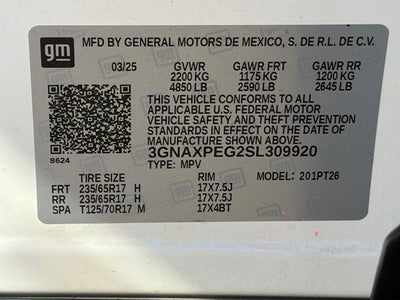 gm
MFD BY GENERAL MOTORS DE MEXICO, S. DE R.L. DE C.V.
03/25 GVWR GAWR FRT GAWR RR
2200 KG 1175 KG 1200 KG
4850 LB 2590 LB 2645 LB
THIS VEHICLE CONFORMS TO ALL
APPLICABLE U.S. FEDERAL MOTOR
VEHICLE SAFETY AND THEFT PREVENTION
STANDARDS IN EFFECT ON THE DATE
OF MANUFACTURE SHOWN ABOVE.
8624 3GNAXPEG2SL309920
TYPE: MPV
TIRE SIZE RIM MODEL: 201PT26
FRT 235/65R17 H 17X7.5J
RR 235/65R17 H 17X7.5J
SPA T125/70R17 M 17X4BT